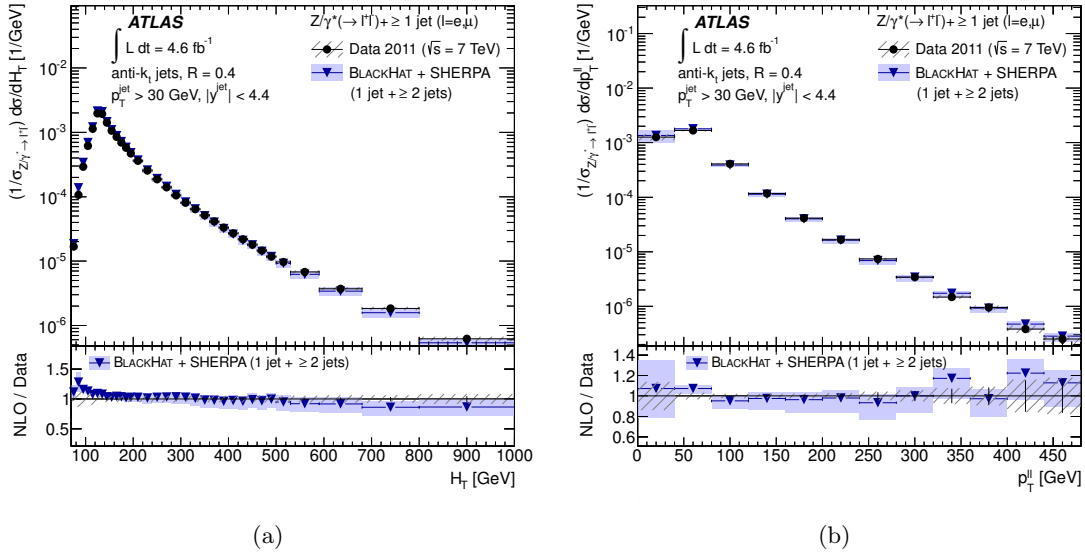 (1/σ_{Z/γ*→ l⁺l⁻}) dσ/dH_T [1/GeV]
10⁻²
10⁻³
10⁻⁴
10⁻⁵
10⁻⁶
ATLAS
∫ L dt = 4.6 fb⁻¹
anti-k_t jets, R = 0.4
p_T^{jet} > 30 GeV, |y^{jet}| < 4.4
Z/γ*(→ l⁺l⁻)+ ≥ 1 jet (l=e,μ)
Data 2011 (√s = 7 TeV)
BLACKHAT + SHERPA
(1 jet + ≥ 2 jets)
NLO / Data
1.5
1
0.5
BLACKHAT + SHERPA (1 jet + ≥ 2 jets)
100 200 300 400 500 600 700 800 900 1000
H_T [GeV]
(a)
(1/σ_{Z/γ*→ l⁺l⁻}) dσ/dp_T^{ll} [1/GeV]
10⁻¹
10⁻²
10⁻³
10⁻⁴
10⁻⁵
10⁻⁶
ATLAS
∫ L dt = 4.6 fb⁻¹
anti-k_t jets, R = 0.4
p_T^{jet} > 30 GeV, |y^{jet}| < 4.4
Z/γ*(→ l⁺l⁻)+ ≥ 1 jet (l=e,μ)
Data 2011 (√s = 7 TeV)
BLACKHAT + SHERPA
(1 jet + ≥ 2 jets)
NLO / Data
1.4
1.2
1
0.8
0.6
BLACKHAT + SHERPA (1 jet + ≥ 2 jets)
0 50 100 150 200 250 300 350 400 450
p_T^{ll} [GeV]
(b)